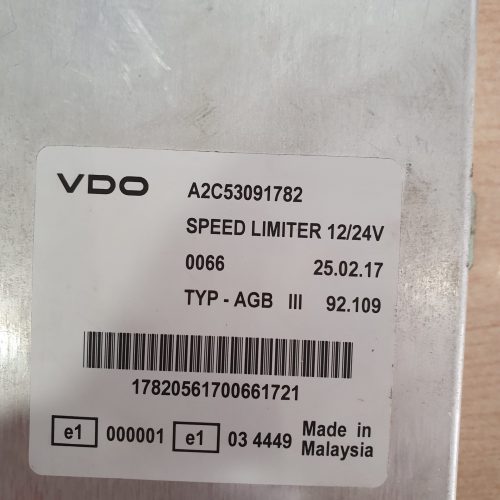 VDO A2C53091782
SPEED LIMITER 12/24V
0066 25.02.17
TYP - AGB III 92.109
17820561700661721
e1 000001 e1 03 4449 Made in
Malaysia